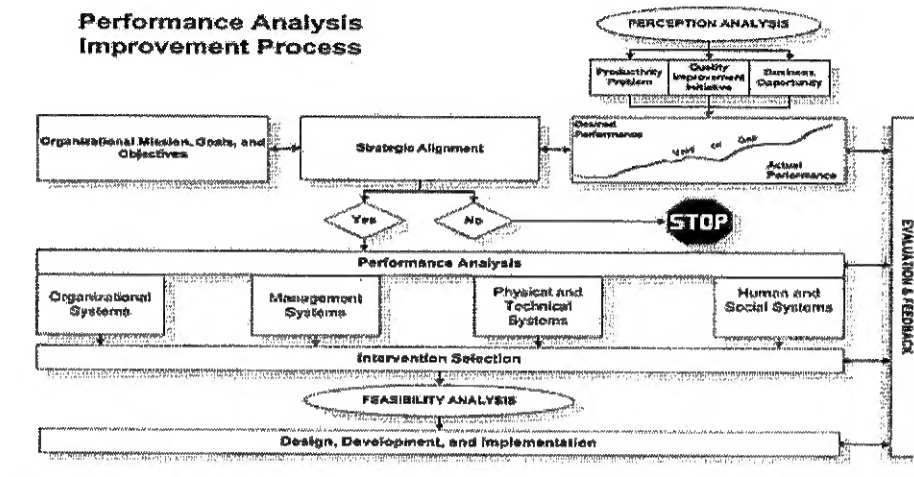 Performance Analysis
Improvement Process
PERCEPTION ANALYSIS
Productivity
Problem
Quality
Improvement
Initiative
Business
Opportunity
Organizational Mission, Goals, and
Objectives
Strategic Alignment
Desired
Performance
Void or Gap
Actual
Performance
Yes
No
STOP
Performance Analysis
Organizational
Systems
Management
Systems
Physical and
Technical
Systems
Human and
Social Systems
Intervention Selection
FEASIBILITY ANALYSIS
Design, Development, and Implementation
EVALUATION & FEEDBACK